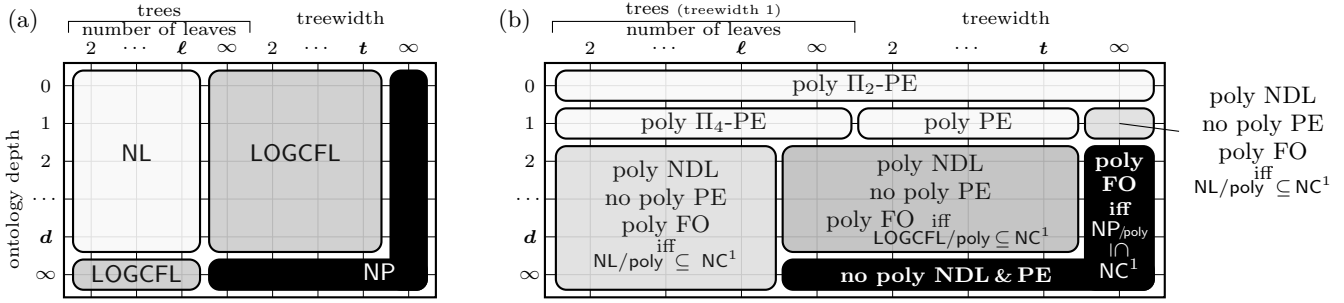 (a)
trees
number of leaves
treewidth
2 ··· ℓ ∞ 2 ··· t ∞
ontology depth
0
1
2
···
d
∞
NL
LOGCFL
LOGCFL
NP
(b)
trees (treewidth 1)
number of leaves
treewidth
2 ··· ℓ ∞ 2 ··· t ∞
0
1
2
···
d
∞
poly Π₂-PE
poly Π₄-PE
poly PE
poly NDL
no poly PE
poly FO
iff
NL/poly ⊆ NC¹
poly NDL
no poly PE
poly FO iff
LOGCFL/poly ⊆ NC¹
poly
FO
iff
NP/poly
⊆
NC¹
no poly NDL & PE
poly NDL
no poly PE
poly FO
iff
NL/poly ⊆ NC¹